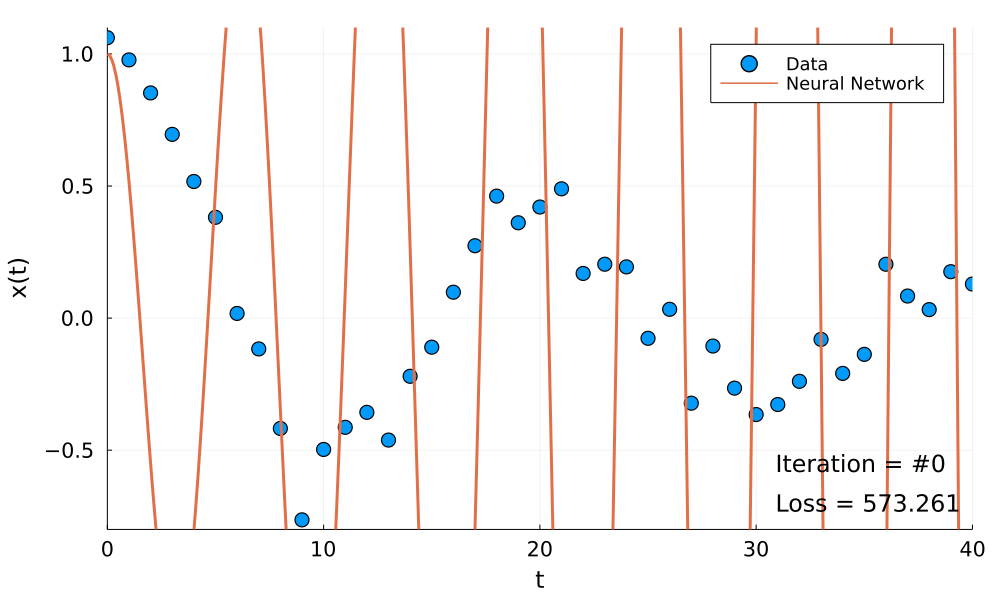 Data
Neural Network
1.0
0.5
0.0
−0.5
x(t)
Iteration = #0
Loss = 573.261
0 10 20 30 40
t